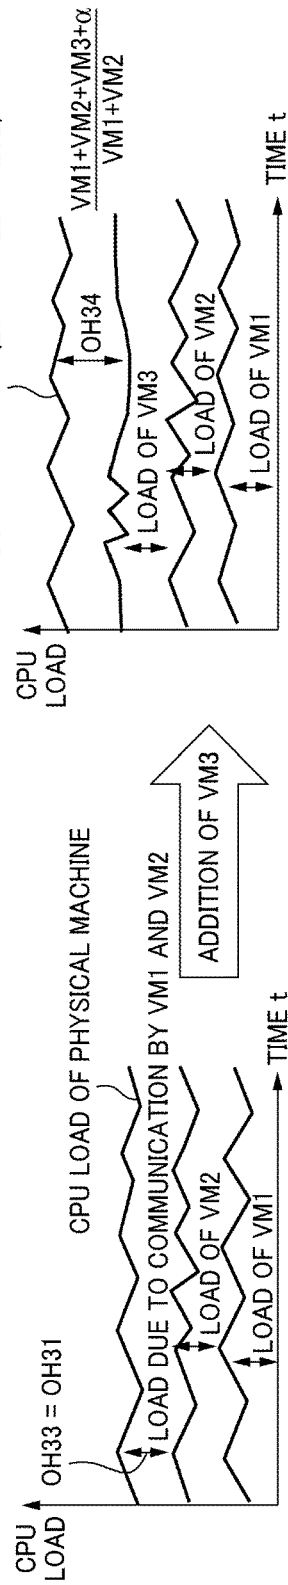 CPU
LOAD
OH33 = OH31
CPU LOAD OF PHYSICAL MACHINE
LOAD DUE TO COMMUNICATION BY VM1 AND VM2
LOAD OF VM2
LOAD OF VM1
TIME t
ADDITION OF VM3
CPU
LOAD
OH34
VM1+VM2+VM3+α
VM1+VM2
LOAD OF VM3
LOAD OF VM2
LOAD OF VM1
TIME t